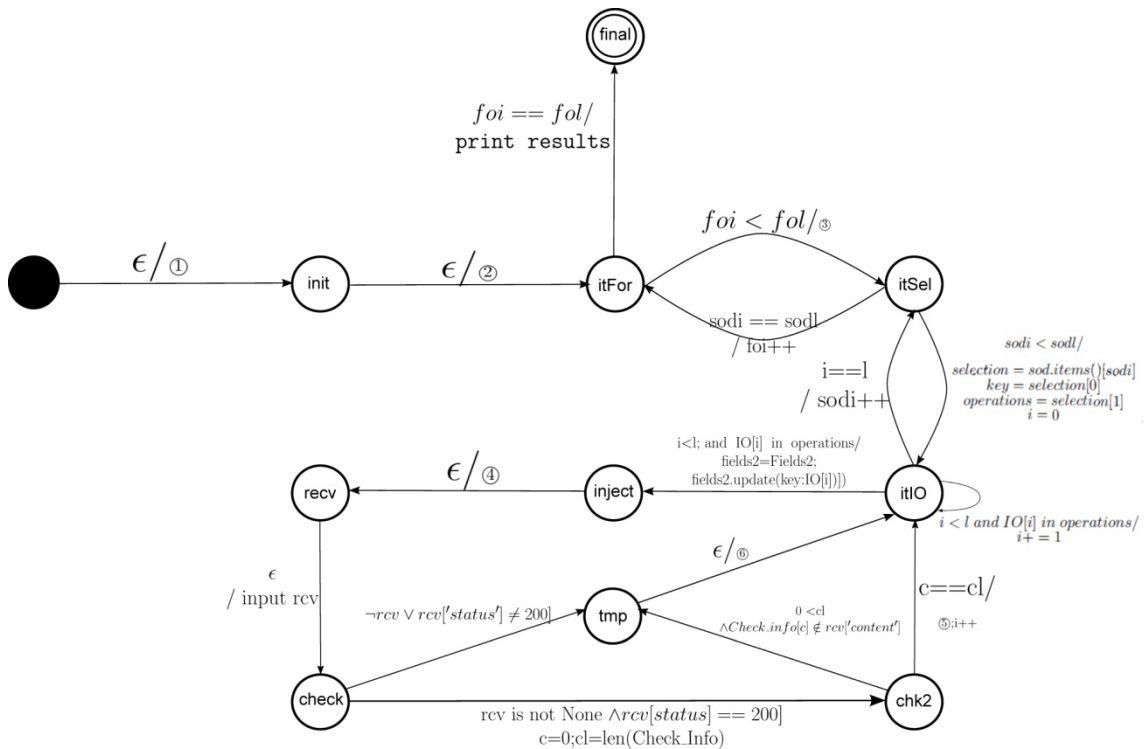 final
foi == fol/
print results
foi < fol/③
ϵ/①
ϵ/②
init
itFor
itSel
sodi == sodl
/ foi++
i==l
/ sodi++
sodi < sodl/
selection = sod.items()[sodi]
key = selection[0]
operations = selection[1]
i = 0
i<l; and IO[i] in operations/
fields2=Fields2;
fields2.update(key:IO[i])])
ϵ/④
recv
inject
itIO
i < l and IO[i] in operations/
i+ = 1
ϵ/⑥
ϵ
/ input rcv
¬rcv ∨ rcv['status'] ≠ 200]
tmp
0 <cl
∧Check_info[c] ∉ rcv['content']
c==cl/
⑤;i++
check
chk2
rcv is not None ∧rcv[status] == 200]
c=0;cl=len(Check_Info)